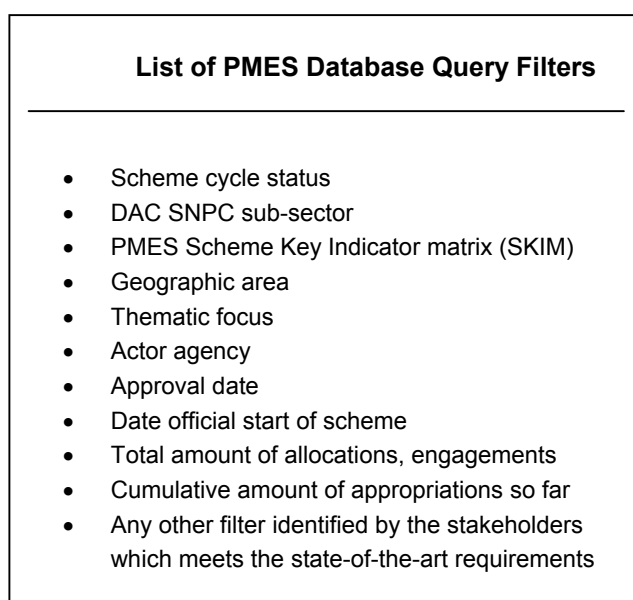 List of PMES Database Query Filters
• Scheme cycle status
• DAC SNPC sub-sector
• PMES Scheme Key Indicator matrix (SKIM)
• Geographic area
• Thematic focus
• Actor agency
• Approval date
• Date official start of scheme
• Total amount of allocations, engagements
• Cumulative amount of appropriations so far
• Any other filter identified by the stakeholders
which meets the state-of-the-art requirements